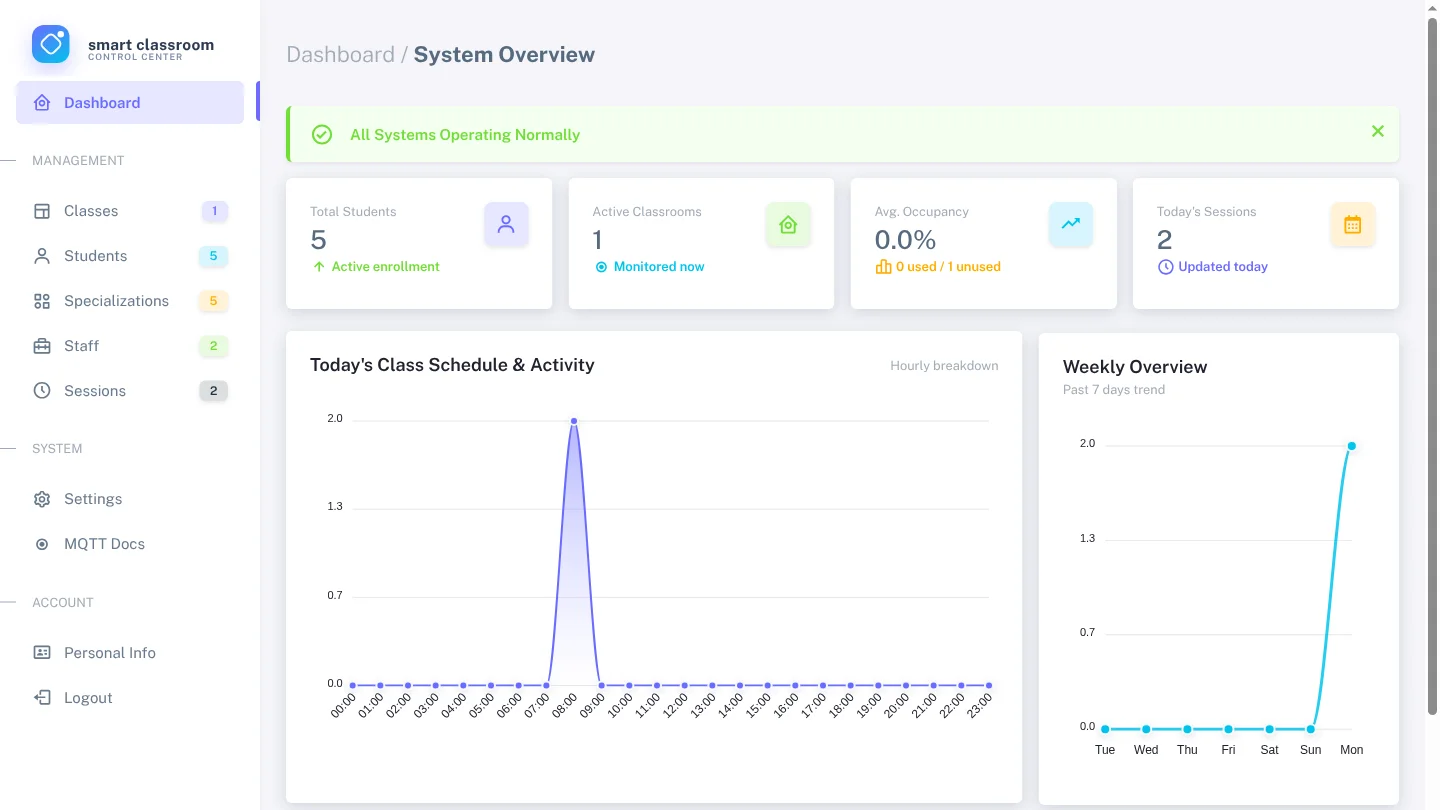 smart classroom
CONTROL CENTER
Dashboard
MANAGEMENT
Classes 1
Students 5
Specializations 5
Staff 2
Sessions 2
SYSTEM
Settings
MQTT Docs
ACCOUNT
Personal Info
Logout
Dashboard / System Overview
All Systems Operating Normally
Total Students
5
Active enrollment
Active Classrooms
1
Monitored now
Avg. Occupancy
0.0%
0 used / 1 unused
Today's Sessions
2
Updated today
Today's Class Schedule & Activity
Hourly breakdown
2.0
1.3
0.7
0.0
00:00 01:00 02:00 03:00 04:00 05:00 06:00 07:00 08:00 09:00 10:00 11:00 12:00 13:00 14:00 15:00 16:00 17:00 18:00 19:00 20:00 21:00 22:00 23:00
Weekly Overview
Past 7 days trend
2.0
1.3
0.7
0.0
Tue Wed Thu Fri Sat Sun Mon